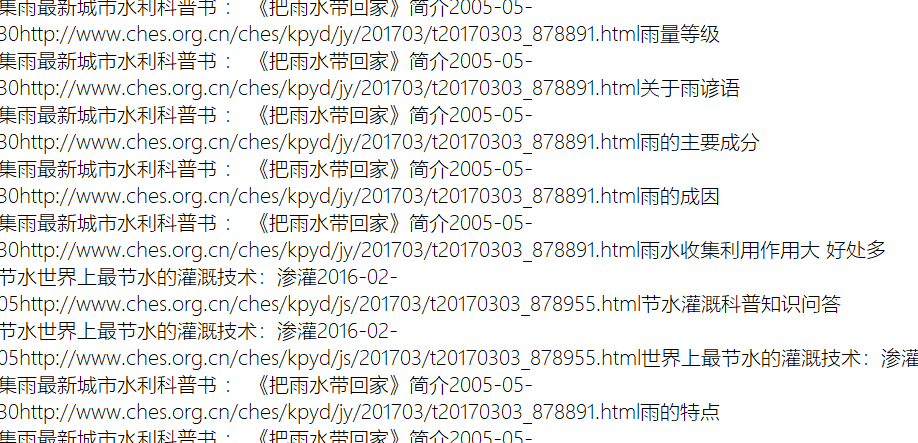 集雨最新城市水利科普书 ： 《把雨水带回家》简介2005-05-
30http://www.ches.org.cn/ches/kpyd/jy/201703/t20170303_878891.html雨量等级
集雨最新城市水利科普书 ： 《把雨水带回家》简介2005-05-
30http://www.ches.org.cn/ches/kpyd/jy/201703/t20170303_878891.html关于雨谚语
集雨最新城市水利科普书 ： 《把雨水带回家》简介2005-05-
30http://www.ches.org.cn/ches/kpyd/jy/201703/t20170303_878891.html雨的主要成分
集雨最新城市水利科普书 ： 《把雨水带回家》简介2005-05-
30http://www.ches.org.cn/ches/kpyd/jy/201703/t20170303_878891.html雨的成因
集雨最新城市水利科普书 ： 《把雨水带回家》简介2005-05-
30http://www.ches.org.cn/ches/kpyd/jy/201703/t20170303_878891.html雨水收集利用作用大 好处多
节水世界上最节水的灌溉技术：渗灌2016-02-
05http://www.ches.org.cn/ches/kpyd/js/201703/t20170303_878955.html节水灌溉科普知识问答
节水世界上最节水的灌溉技术：渗灌2016-02-
05http://www.ches.org.cn/ches/kpyd/js/201703/t20170303_878955.html世界上最节水的灌溉技术：渗灌
集雨最新城市水利科普书 ： 《把雨水带回家》简介2005-05-
30http://www.ches.org.cn/ches/kpyd/jy/201703/t20170303_878891.html雨的特点
集雨最新城市水利科普书 ： 《把雨水带回家》简介2005-05-